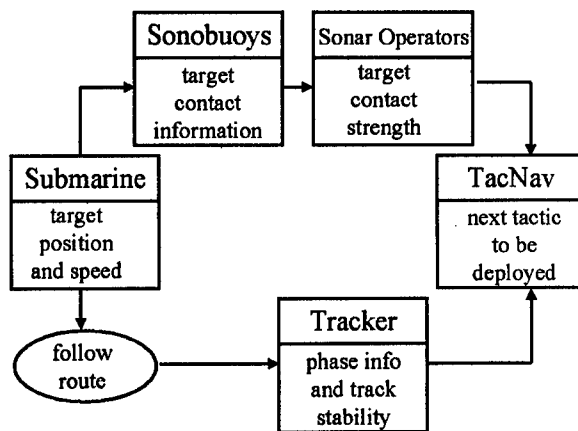 Sonobuoys
target
contact
information
Sonar Operators
target
contact
strength
Submarine
target
position
and speed
TacNav
next tactic
to be
deployed
follow
route
Tracker
phase info
and track
stability